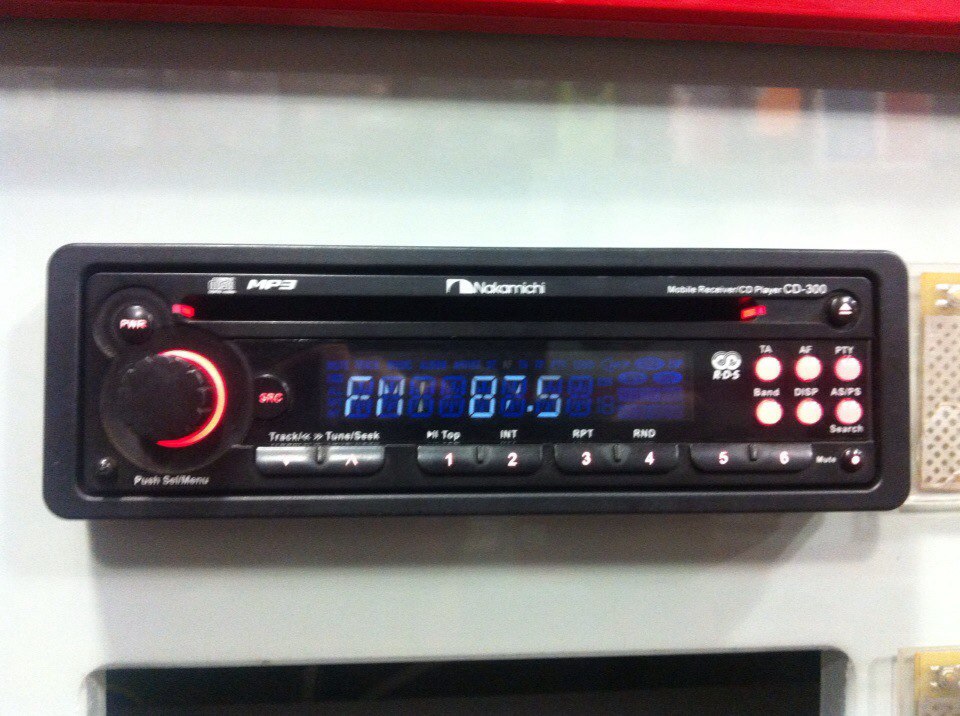 MP3 Nakamichi Mobile Receiver/CD Player CD-300
PWR
SRC
FM1 87.5
RDS
TA AF PTY
Band DISP AS/PS
Search
Track/<< >> Tune/Seek
Top INT RPT RND
1 2 3 4 5 6 Mute
Push Sel/Menu